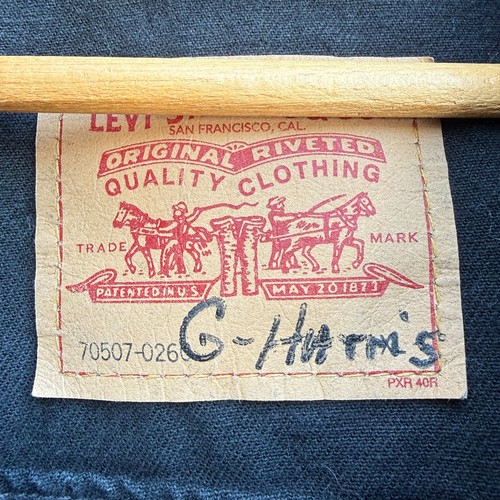 SAN FRANCISCO, CAL.
ORIGINAL RIVETED
QUALITY CLOTHING
TRADE MARK
PATENTED IN U.S. MAY 20 1873
70507-026
G-Harris
PXR 40R